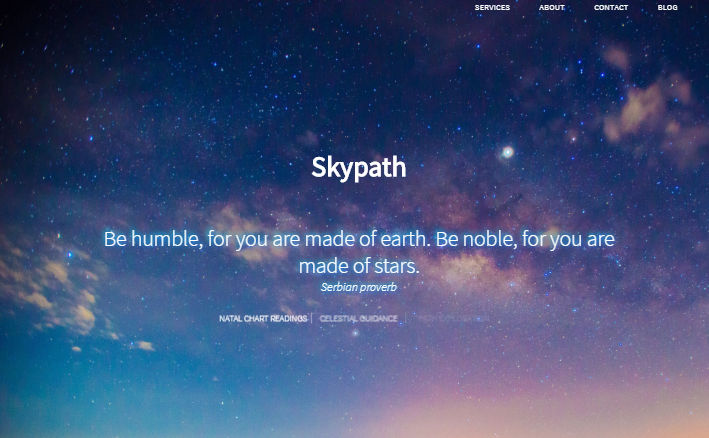 SERVICES ABOUT CONTACT BLOG
Skypath
Be humble, for you are made of earth. Be noble, for you are
made of stars.
Serbian proverb
NATAL CHART READINGS | CELESTIAL GUIDANCE |